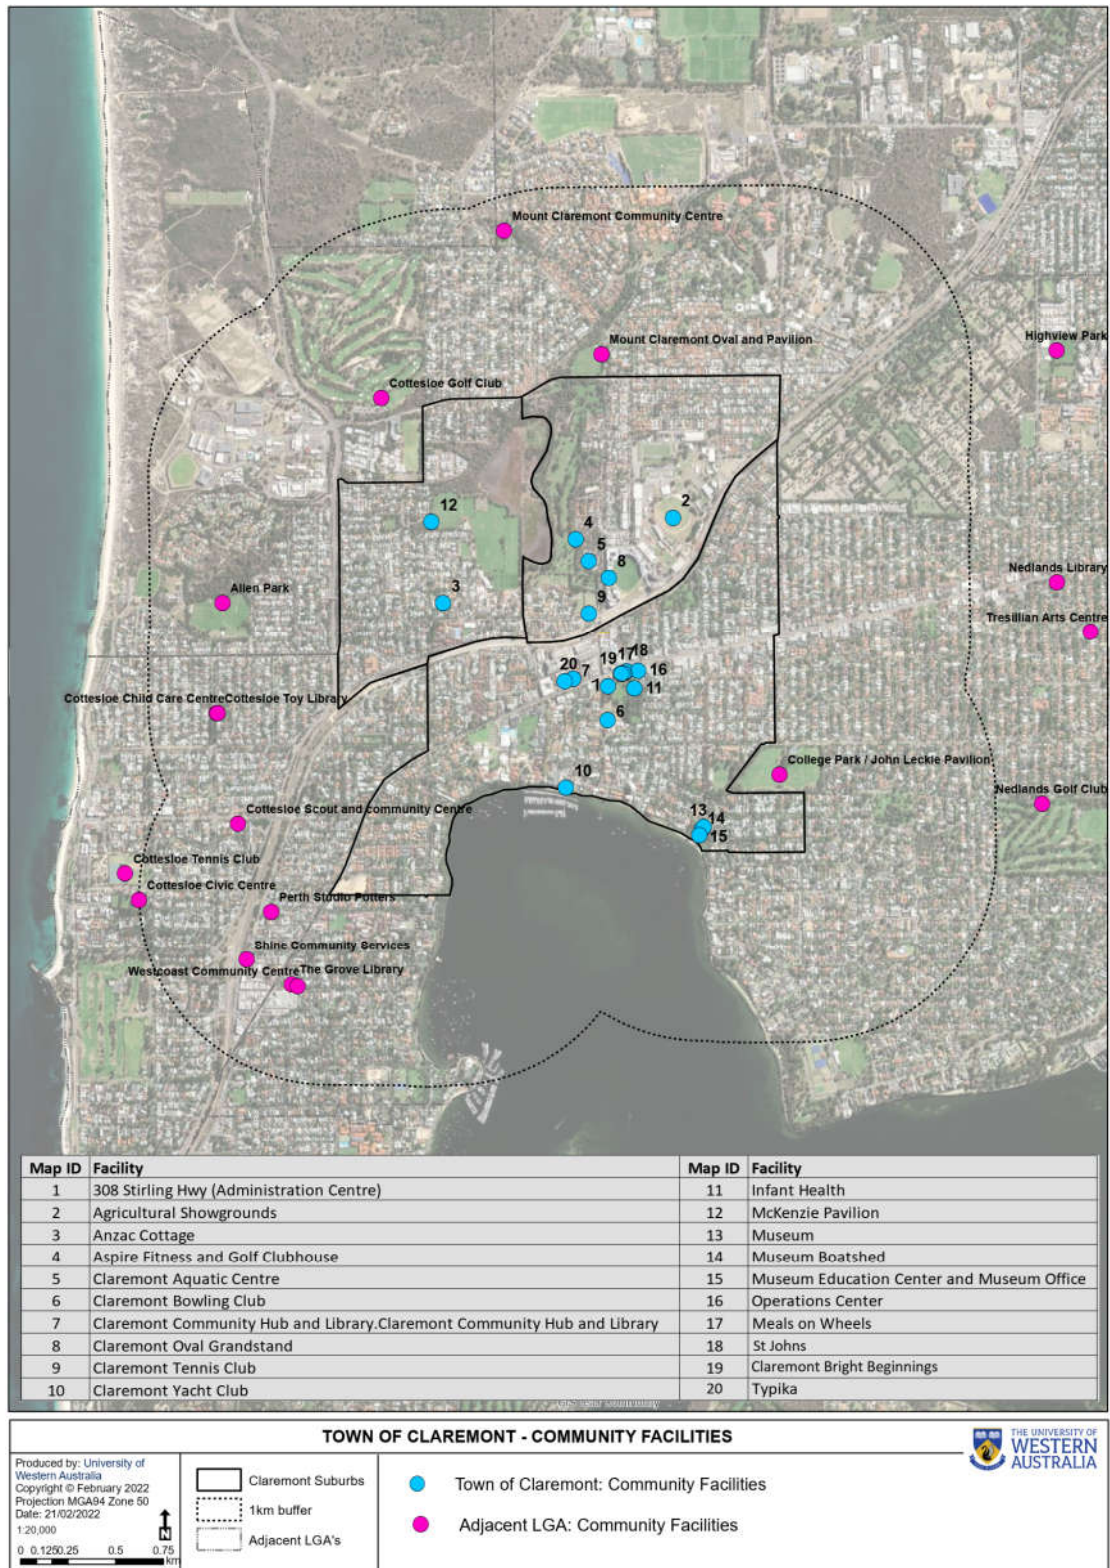 Mount Claremont Community Centre
Mount Claremont Oval and Pavilion
Highview Park
Cottesloe Golf Club
12
2
4
5
8
Nedlands Library
Allen Park
3
9
Tresillian Arts Centre
19 17 18
20 7 16
1 11
Cottesloe Child Care Centre Cottesloe Toy Library
6
College Park / John Leckie Pavilion
10
Nedlands Golf Club
Cottesloe Scout and community Centre
13
14
15
Cottesloe Tennis Club
Cottesloe Civic Centre
Perth Studio Potters
Shine Community Services
Westcoast Community Centre The Grove Library
Map ID Facility Map ID Facility
1 308 Stirling Hwy (Administration Centre) 11 Infant Health
2 Agricultural Showgrounds 12 McKenzie Pavilion
3 Anzac Cottage 13 Museum
4 Aspire Fitness and Golf Clubhouse 14 Museum Boatshed
5 Claremont Aquatic Centre 15 Museum Education Center and Museum Office
6 Claremont Bowling Club 16 Operations Center
7 Claremont Community Hub and Library.Claremont Community Hub and Library 17 Meals on Wheels
8 Claremont Oval Grandstand 18 St Johns
9 Claremont Tennis Club 19 Claremont Bright Beginnings
10 Claremont Yacht Club 20 Typika
TOWN OF CLAREMONT - COMMUNITY FACILITIES
THE UNIVERSITY OF
WESTERN
AUSTRALIA
Produced by: University of
Western Australia
Copyright © February 2022
Projection MGA94 Zone 50
Date: 21/02/2022
1:20,000
N
0 0.125 0.25 0.5 0.75
km
Claremont Suburbs
1km buffer
Adjacent LGA's
Town of Claremont: Community Facilities
Adjacent LGA: Community Facilities